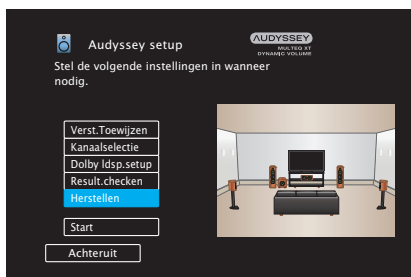 Audyssey setup
AUDYSSEY
MULTEQ XT
DYNAMIC VOLUME
Stel de volgende instellingen in wanneer
nodig.
Verst.Toewijzen
Kanaalselectie
Dolby ldsp.setup
Result.checken
Herstellen
Start
Achteruit